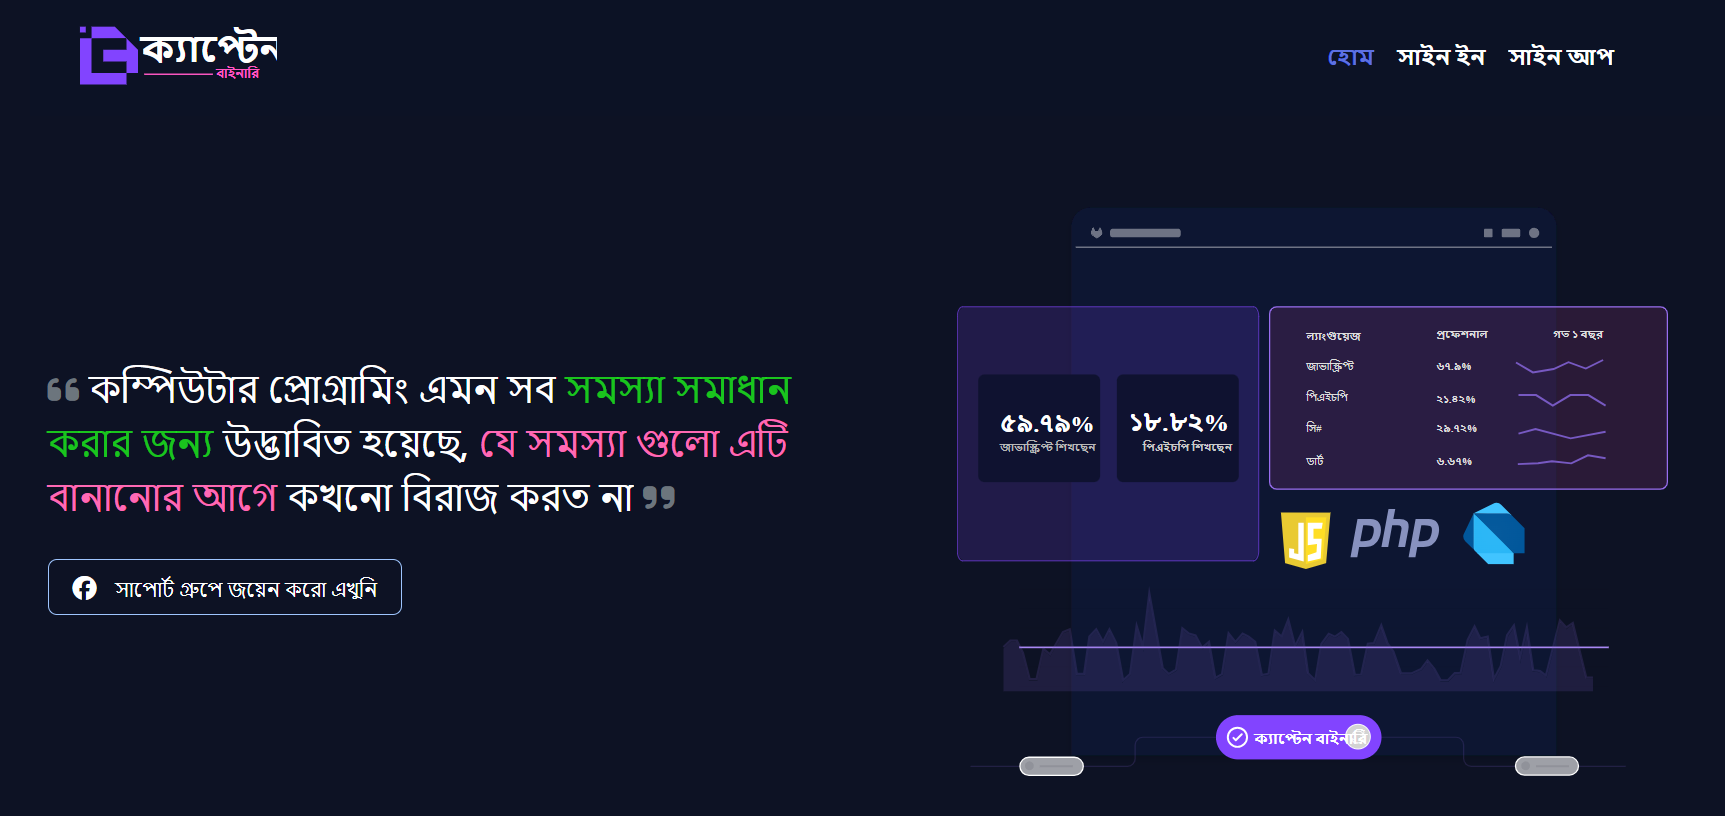 ক্যাপ্টেন
বাইনারি
হোম সাইন ইন সাইন আপ
কম্পিউটার প্রোগ্রামিং এমন সব সমস্যা সমাধান
করার জন্য উদ্ভাবিত হয়েছে, যে সমস্যা গুলো এটি
বানানোর আগে কখনো বিরাজ করত না
সাপোর্ট গ্রুপে জয়েন করো এখুনি
৫৯.৭৯%
জাভাস্ক্রিপ্ট শিখছেন
১৮.৮২%
পিএইচপি শিখছেন
ল্যাংগুয়েজ প্রফেশনাল গত ১ বছর
জাভাস্ক্রিপ্ট ৬৭.৯%
পিএইচপি ২১.৪২%
সি# ২৯.৭২%
ডার্ট ৬.৬৭%
JS php
ক্যাপ্টেন বাইনারি